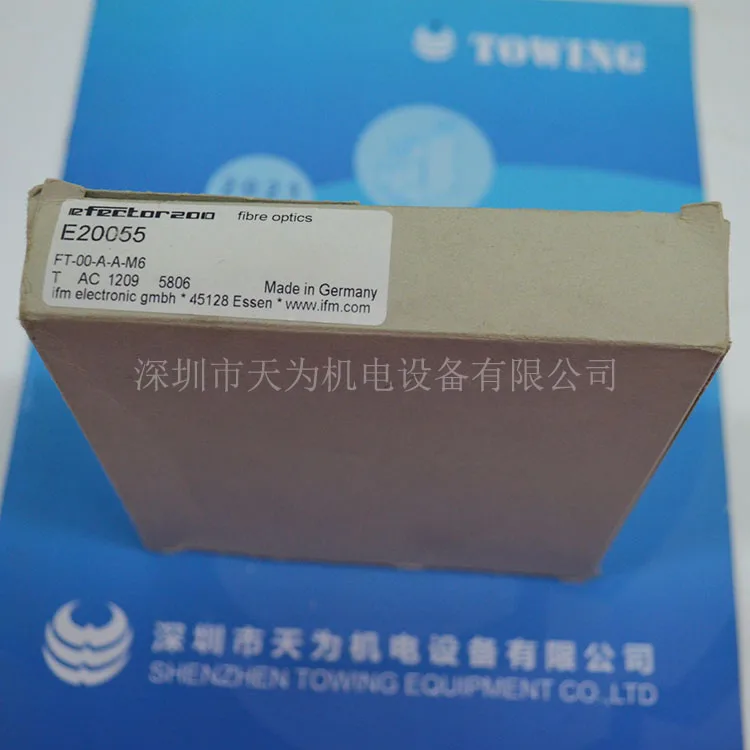 TOWING
2021
efector200 fibre optics
E20055
FT-00-A-A-M6
T AC 1209 5806 Made in Germany
ifm electronic gmbh * 45128 Essen * www.ifm.com
深圳市天为机电设备有限公司
深圳市天为机电设备有限公司
SHENZHEN TOWING EQUIPMENT CO.,LTD